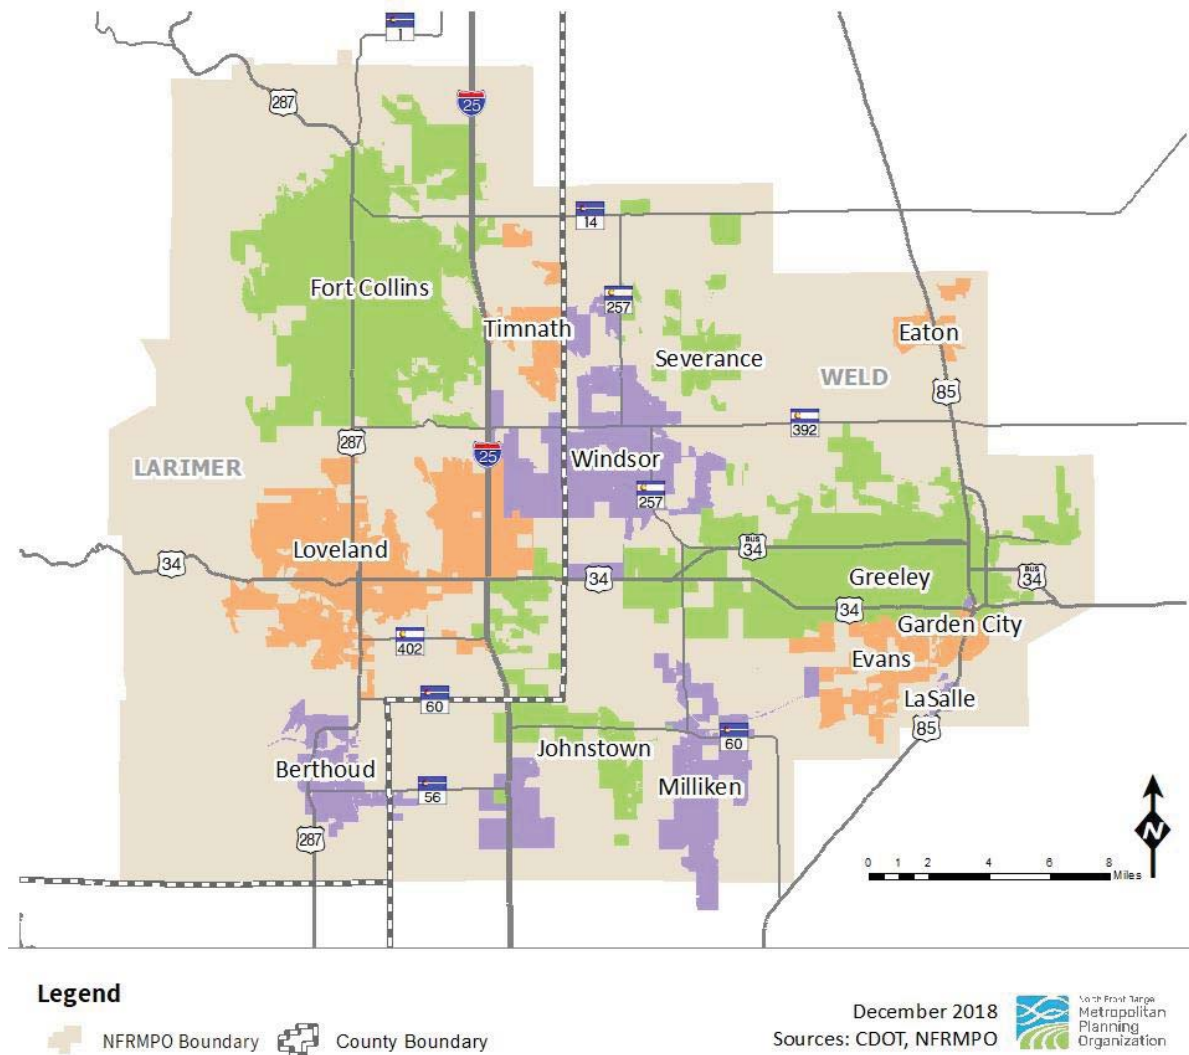 1
287
25
14
Fort Collins
257
Timnath
Eaton
Severance
WELD
85
392
287
LARIMER
25
Windsor
257
Loveland
BUS
34
34
34
Greeley
BUS
34
34
Garden City
402
Evans
60
LaSalle
85
Johnstown
60
Berthoud
56
Milliken
287
N
0 1 2 4 6 8
Miles
Legend
NFRMPO Boundary
County Boundary
December 2018
Sources: CDOT, NFRMPO
North Front Range
Metropolitan
Planning
Organization